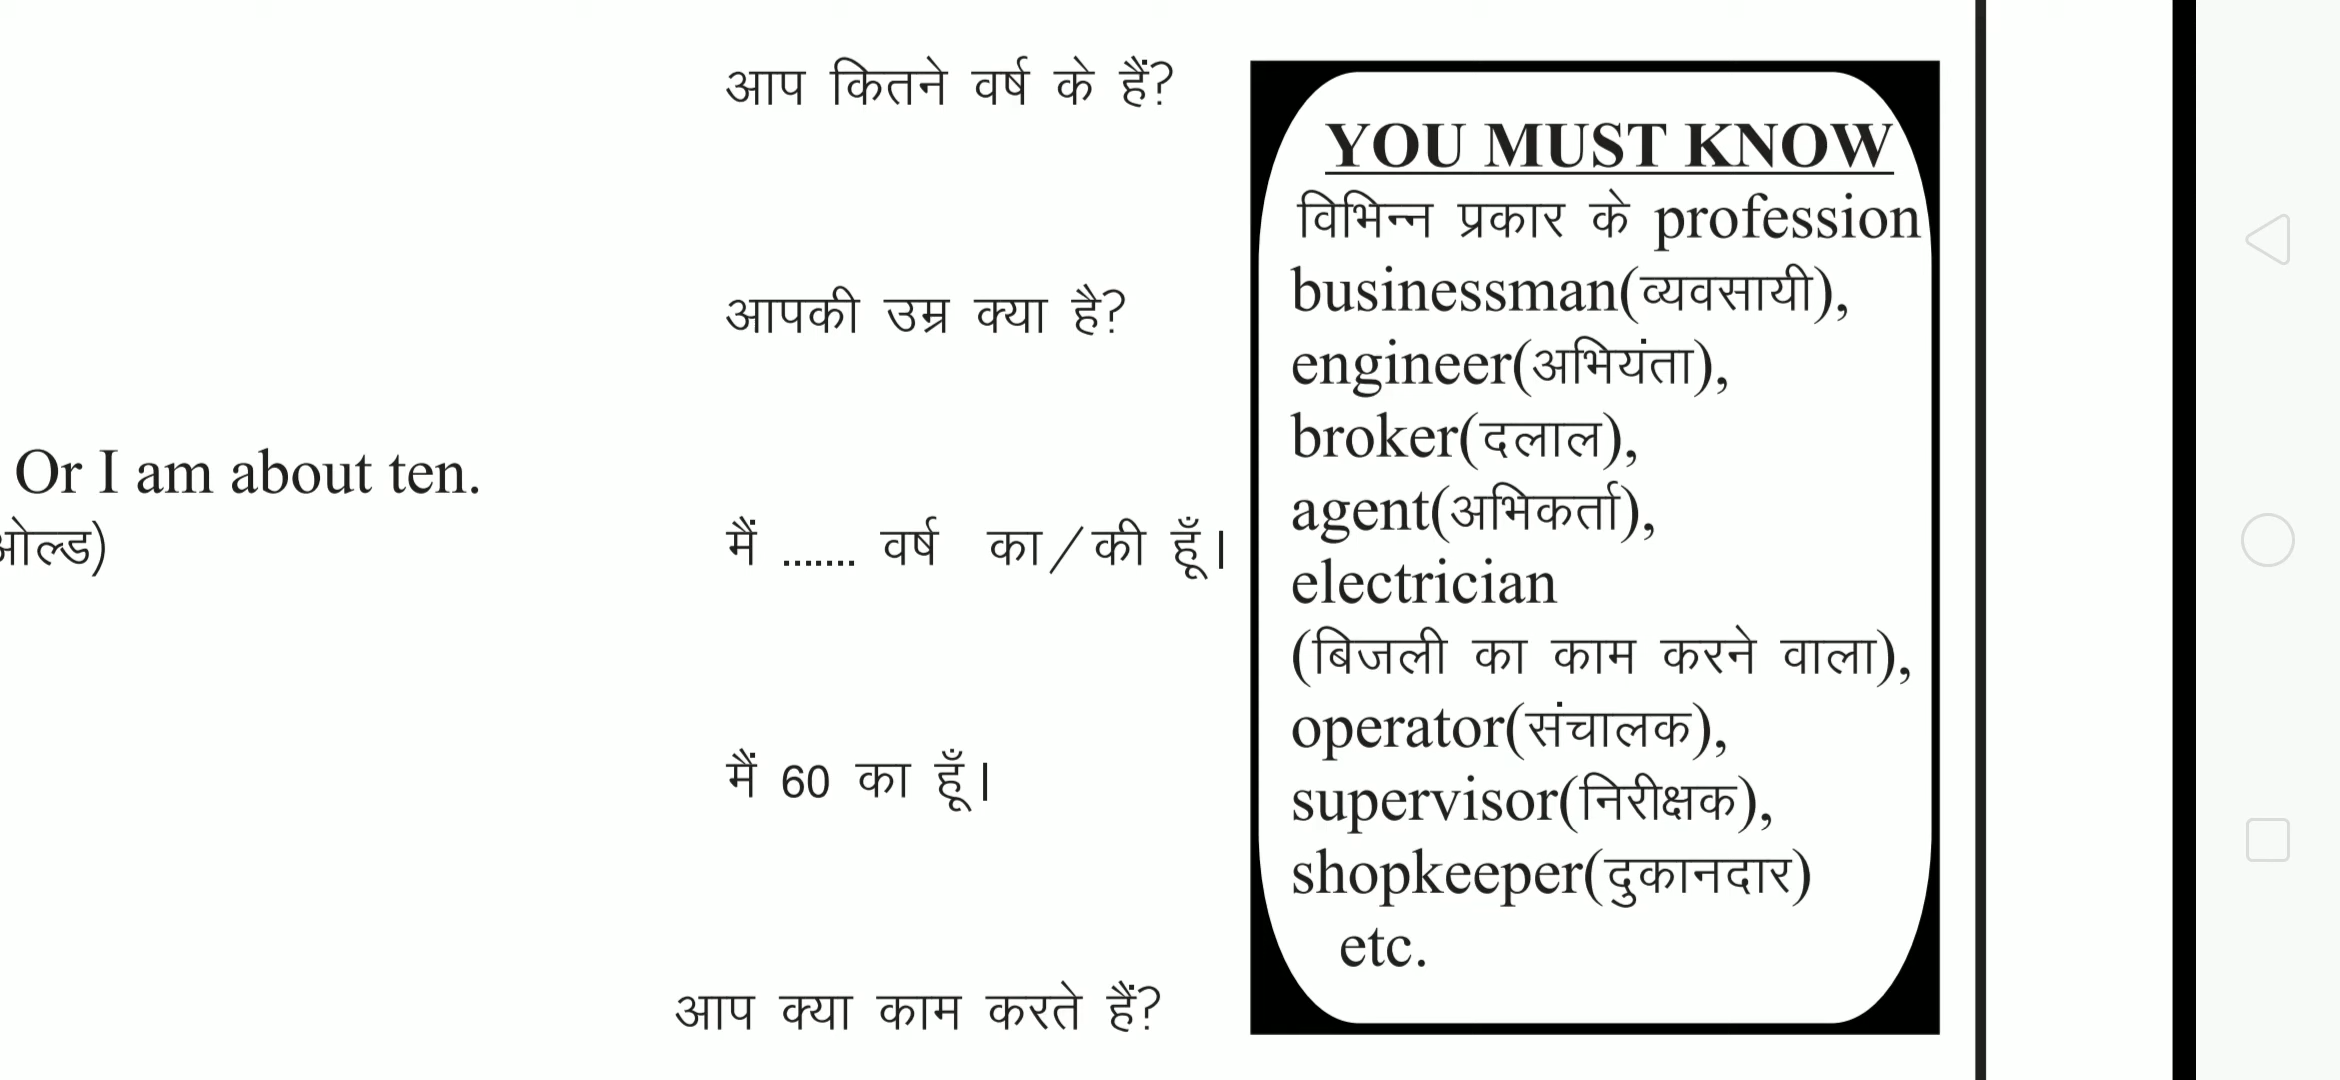 आप कितने वर्ष के हैं?
आपकी उम्र क्या है?
Or I am about ten.
मैं ....... वर्ष का/की हूँ।
मैं 60 का हूँ।
आप क्या काम करते हैं?
YOU MUST KNOW
विभिन्न प्रकार के profession
businessman(व्यवसायी),
engineer(अभियंता),
broker(दलाल),
agent(अभिकर्ता),
electrician
(बिजली का काम करने वाला),
operator(संचालक),
supervisor(निरीक्षक),
shopkeeper(दुकानदार)
etc.